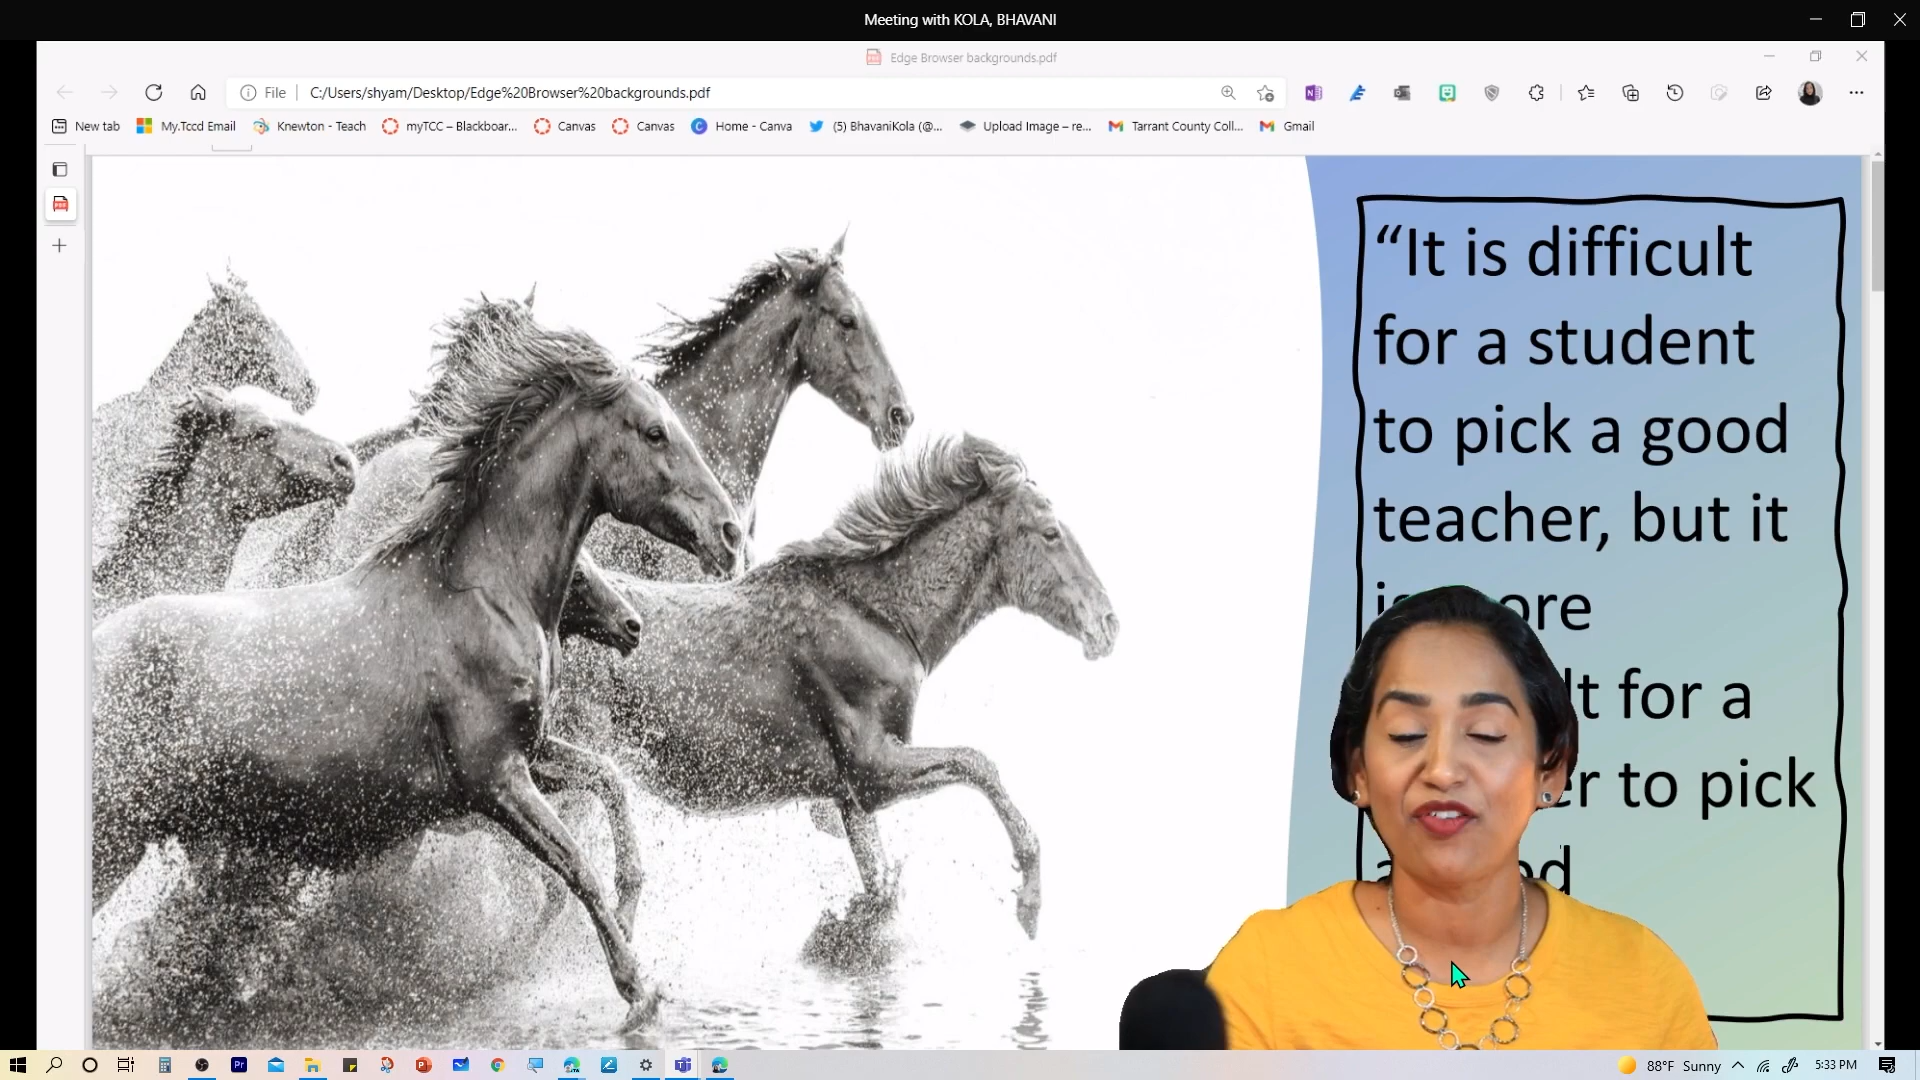 Meeting with KOLA, BHAVANI
Edge Browser backgrounds.pdf
File
C:/Users/shyam/Desktop/Edge%20Browser%20backgrounds.pdf
New tab
My.Tccd Email
Knewton - Teach
myTCC – Blackboar...
Canvas
Canvas
Home - Canva
(5) BhavaniKola (@...
Upload Image – re...
Tarrant County Coll...
Gmail
“It is difficult
for a student
to pick a good
teacher, but it
for a
to pick
88°F Sunny
5:33 PM